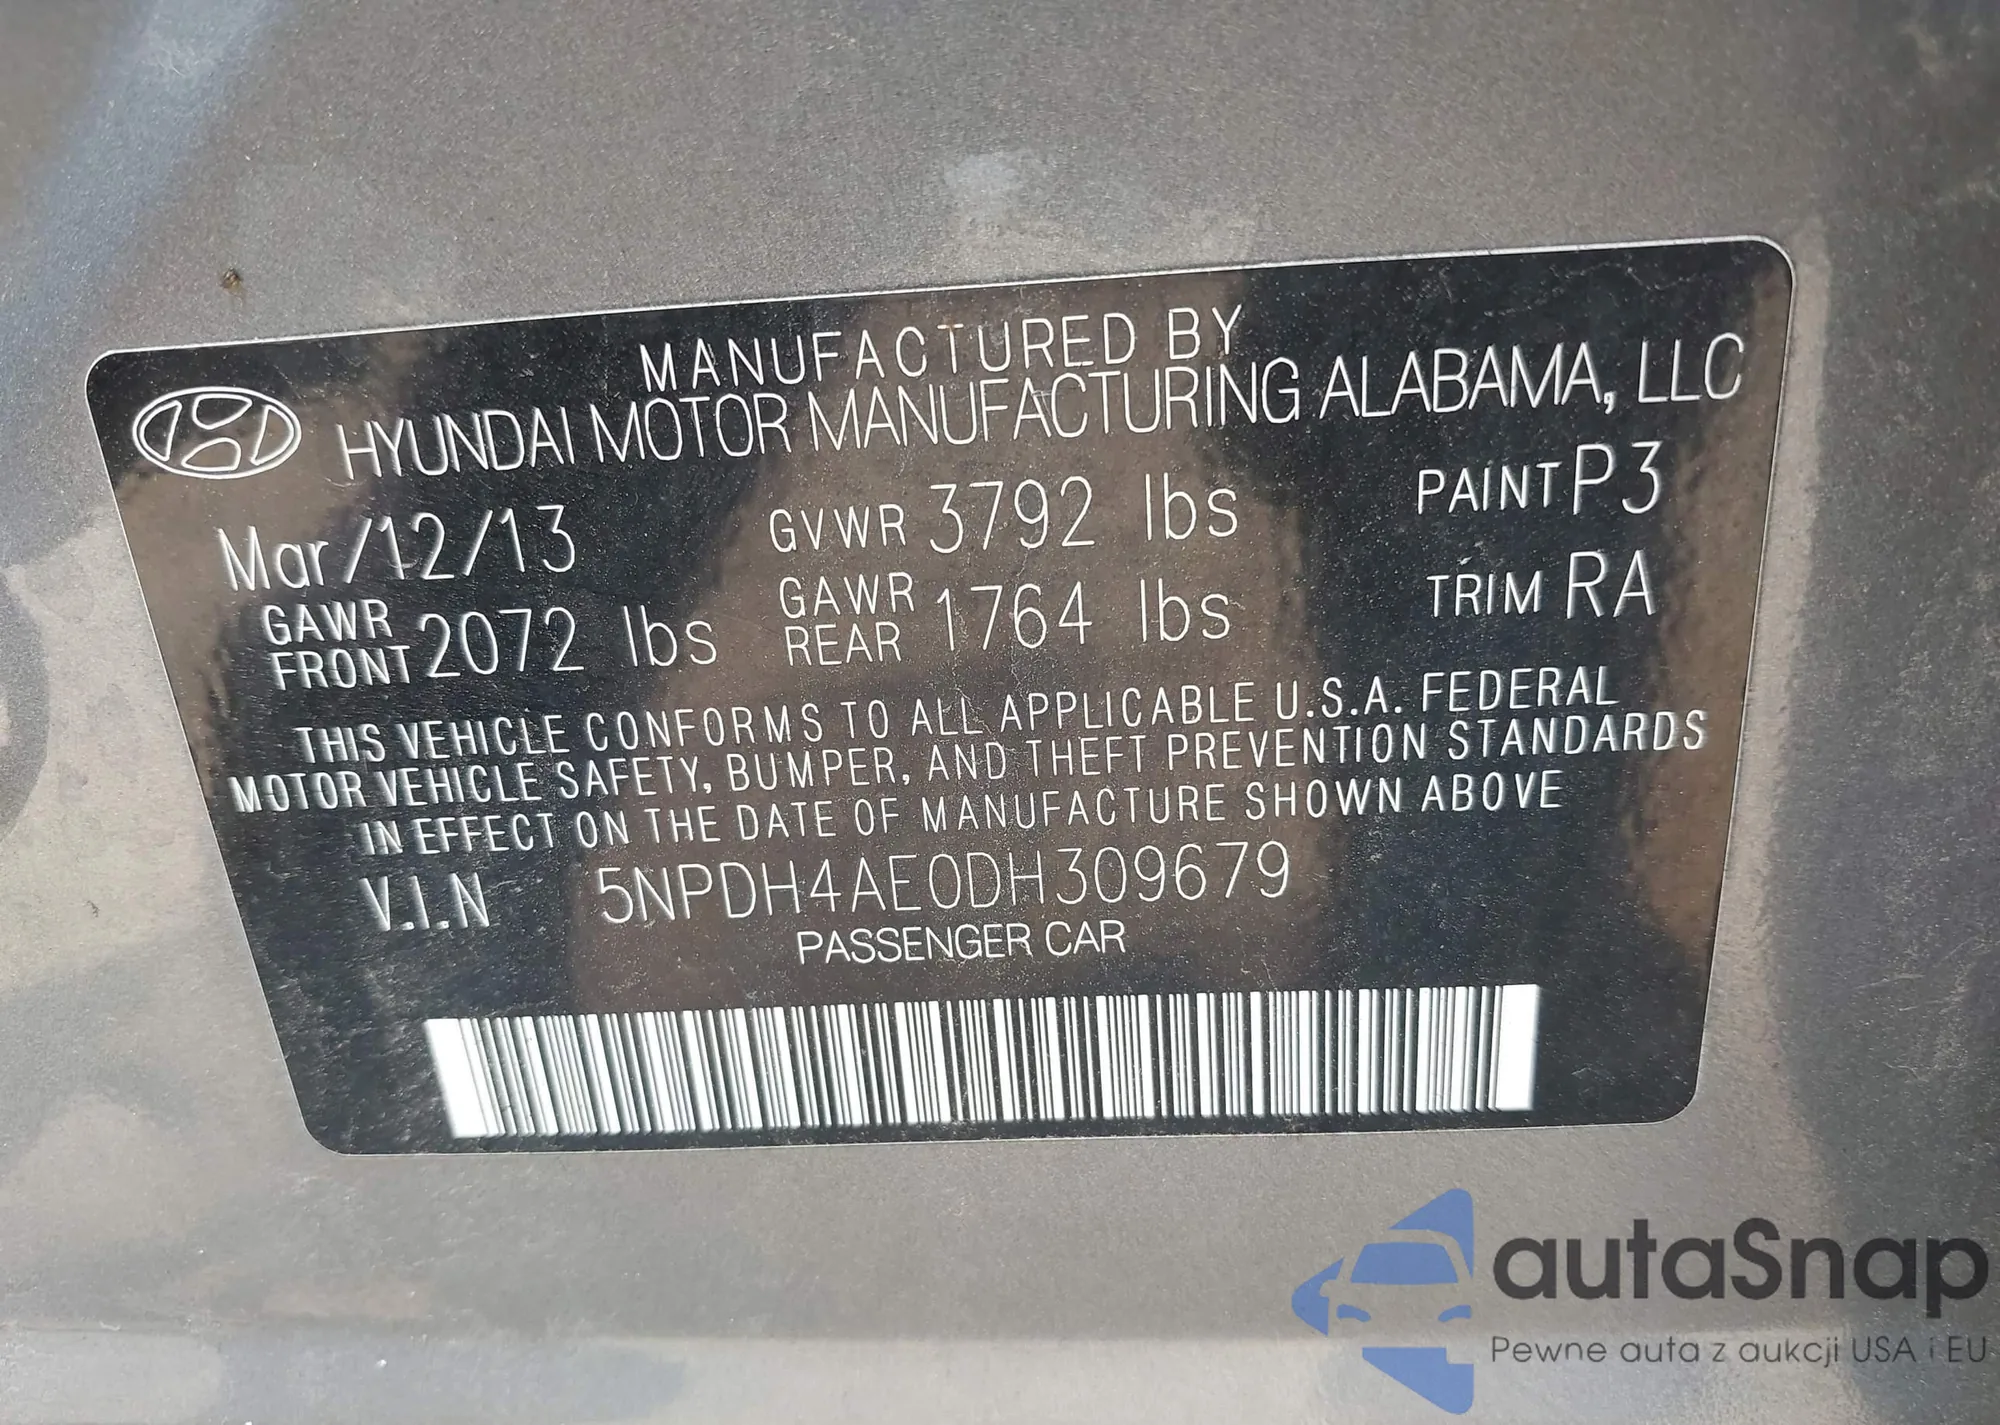 MANUFACTURED BY
HYUNDAI MOTOR MANUFACTURING ALABAMA, LLC
Mar/12/13 GVWR 3792 lbs PAINT P3
GAWR FRONT 2072 lbs GAWR REAR 1764 lbs TRIM RA
THIS VEHICLE CONFORMS TO ALL APPLICABLE U.S.A. FEDERAL
MOTOR VEHICLE SAFETY, BUMPER, AND THEFT PREVENTION STANDARDS
IN EFFECT ON THE DATE OF MANUFACTURE SHOWN ABOVE
V.I.N 5NPDH4AE0DH309679
PASSENGER CAR
autaSnap
Pewne auta z aukcji USA i EU